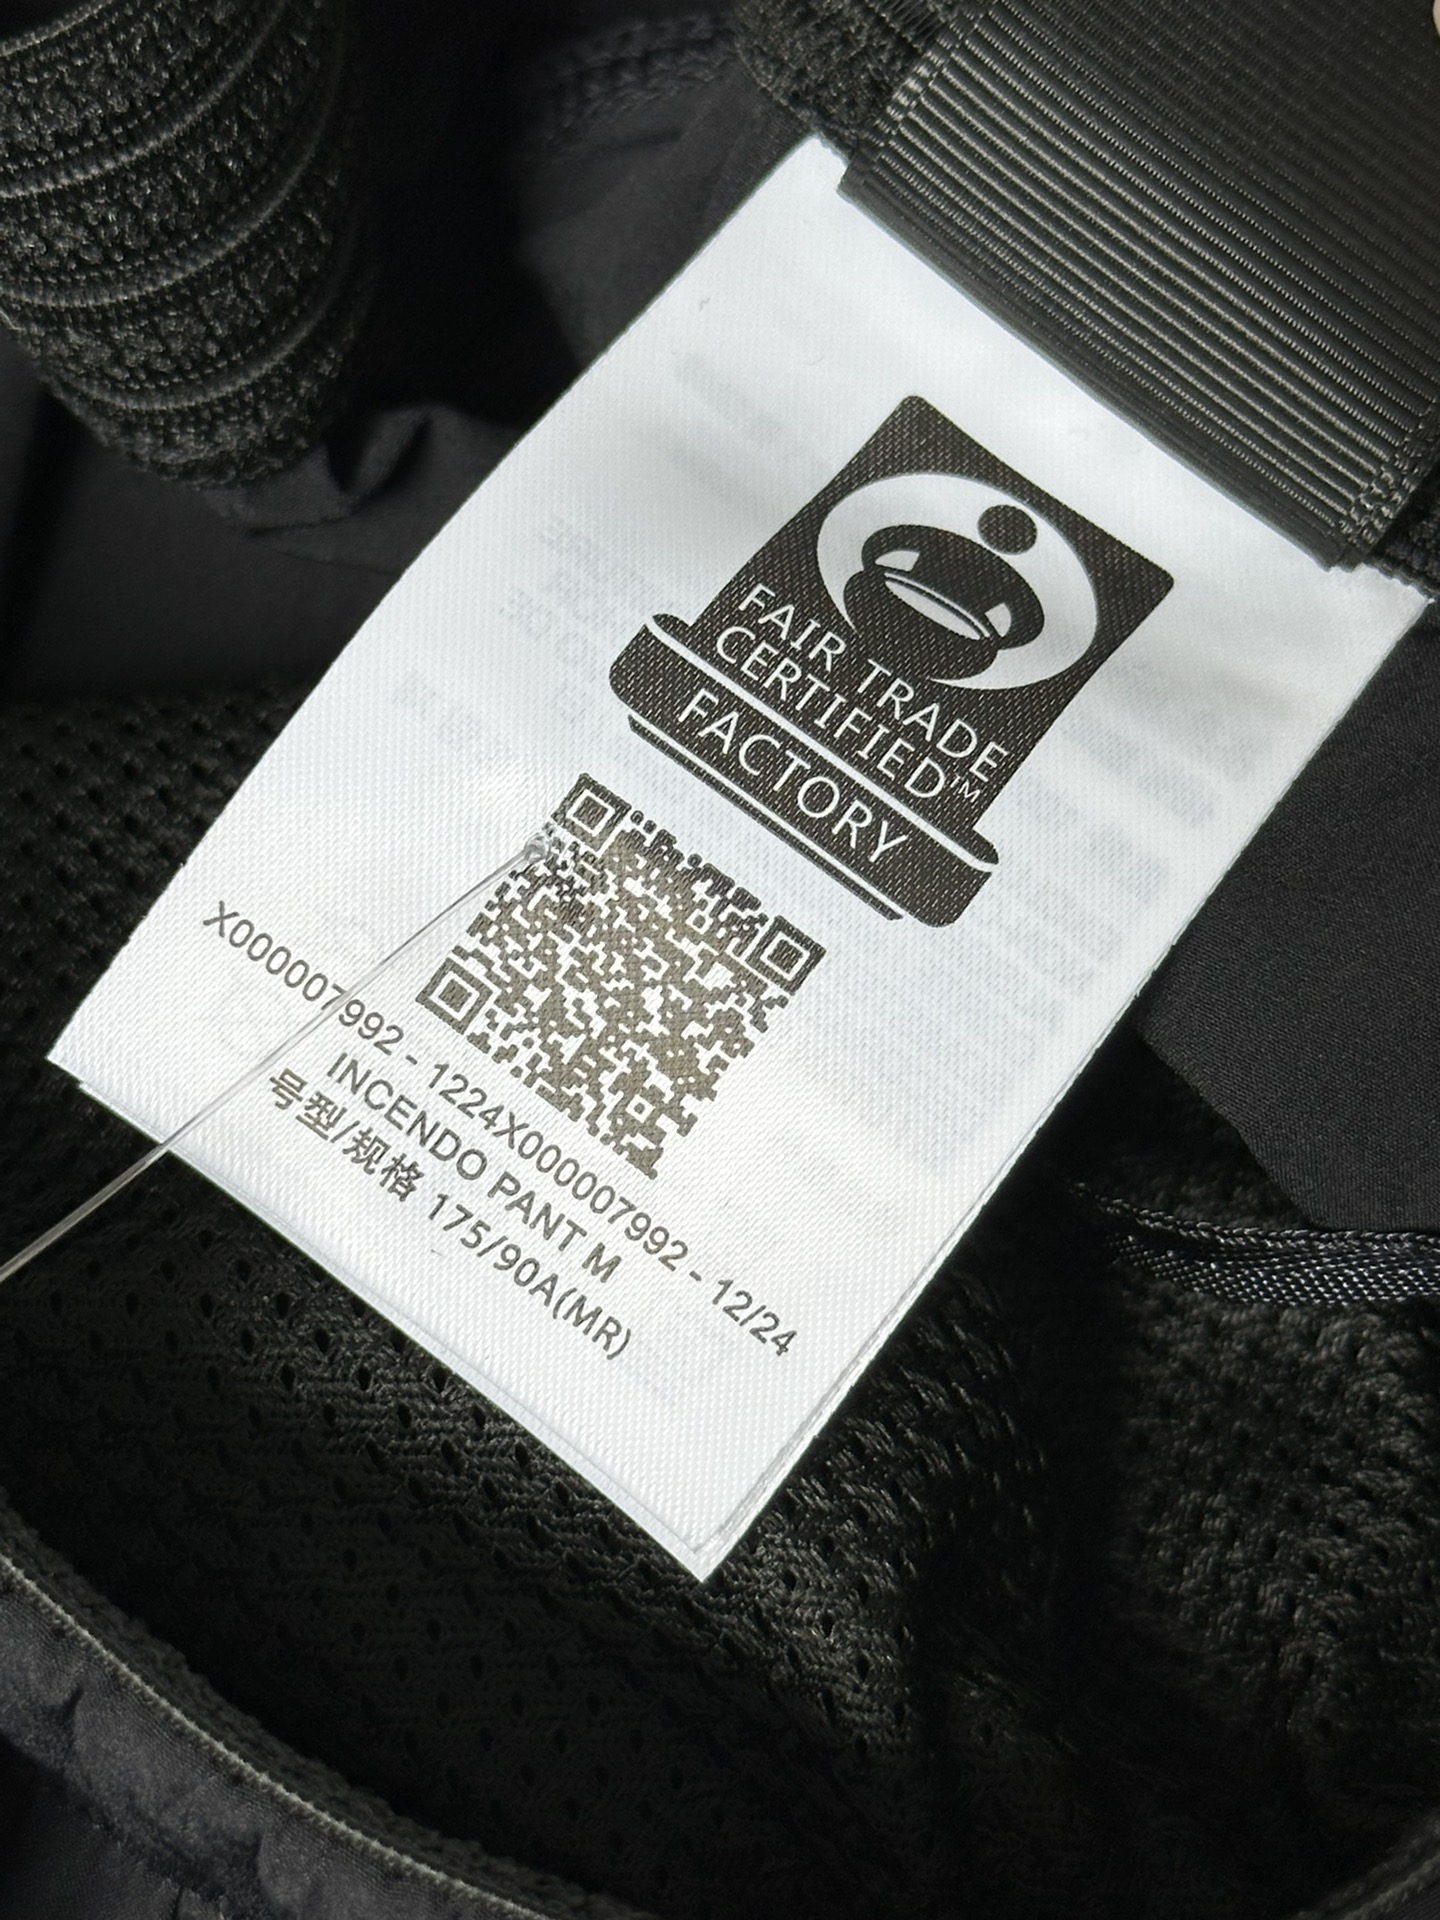 FAIR TRADE
CERTIFIED™
FACTORY
X000007992 - 1224X000007992 - 12/24
INCENDO PANT M
号型/规格 175/90A(MR)